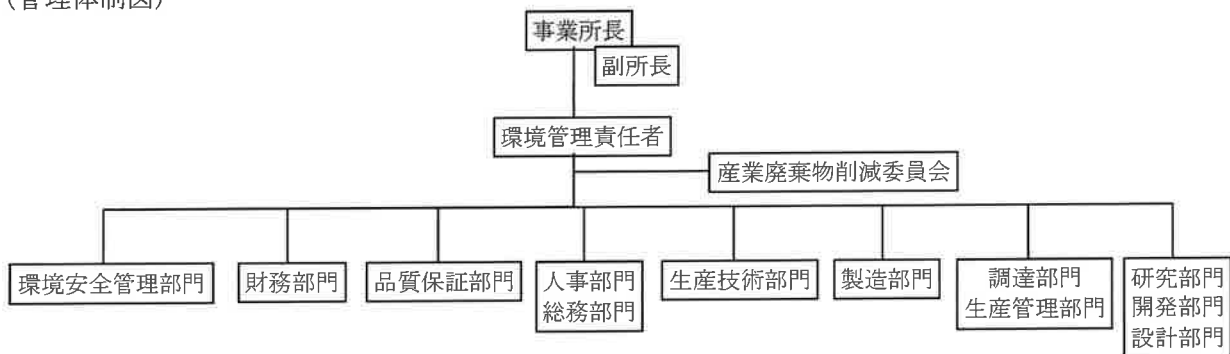 (管理体制図)
事業所長
副所長
環境管理責任者
産業廃棄物削減委員会
環境安全管理部門
財務部門
品質保証部門
人事部門
総務部門
生産技術部門
製造部門
調達部門
生産管理部門
研究部門
開発部門
設計部門